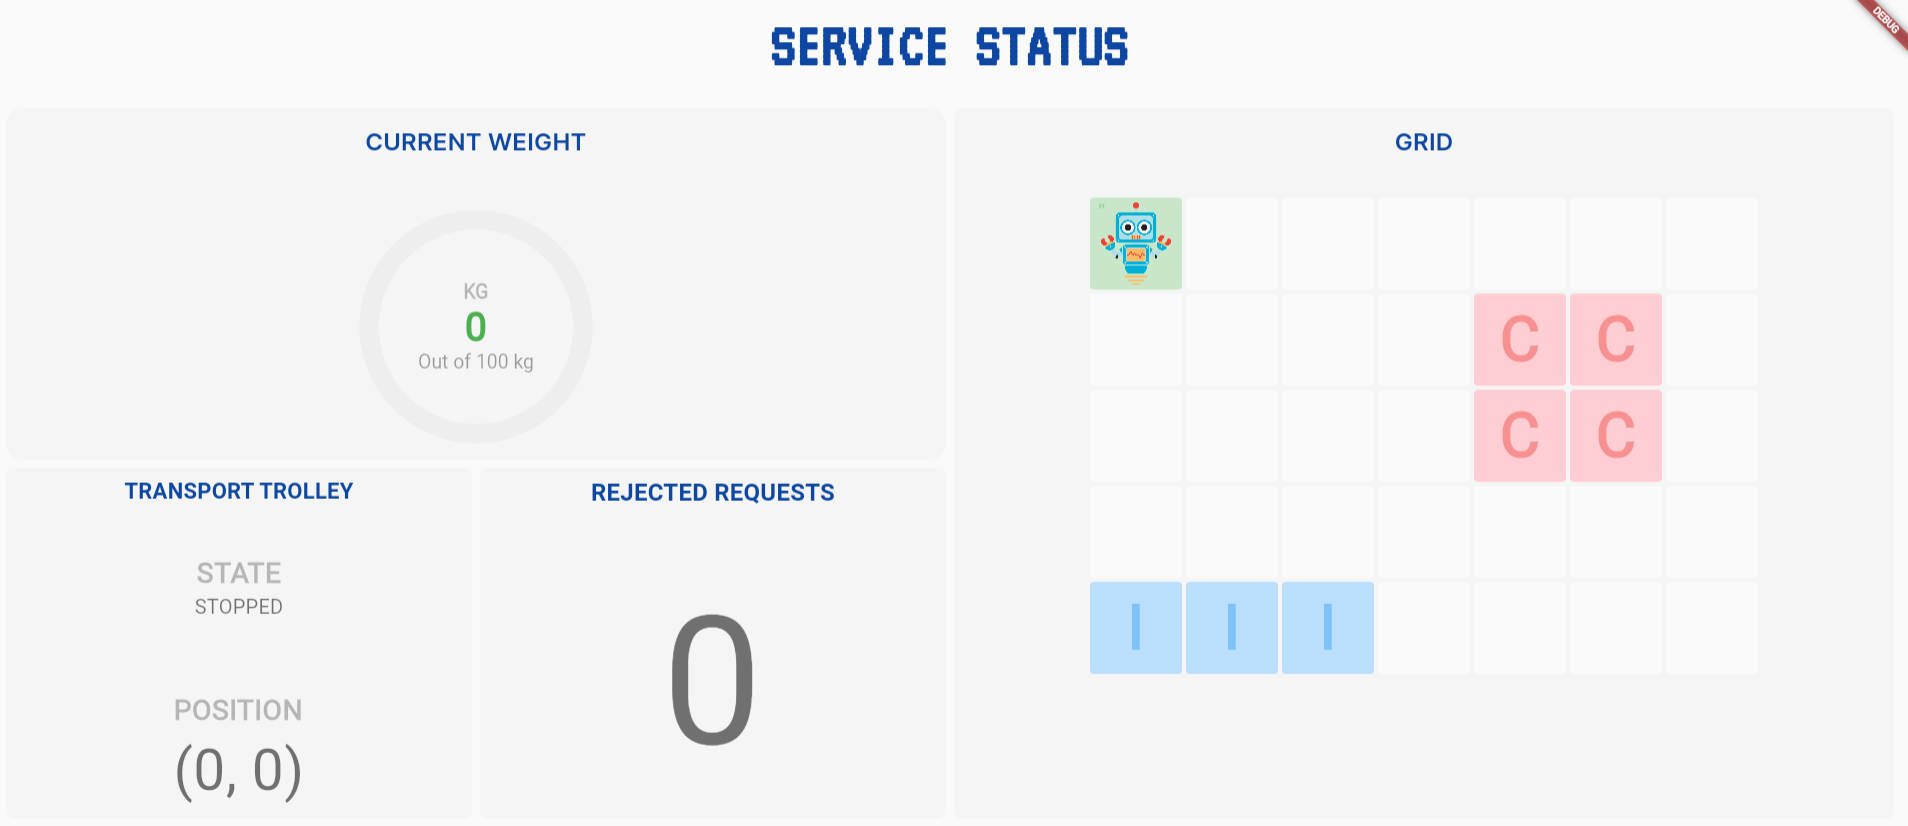 SERVICE STATUS
DEBUG
CURRENT WEIGHT
KG
0
Out of 100 kg
TRANSPORT TROLLEY
STATE
STOPPED
POSITION
(0, 0)
REJECTED REQUESTS
0
GRID
H
C C
C C
I I I